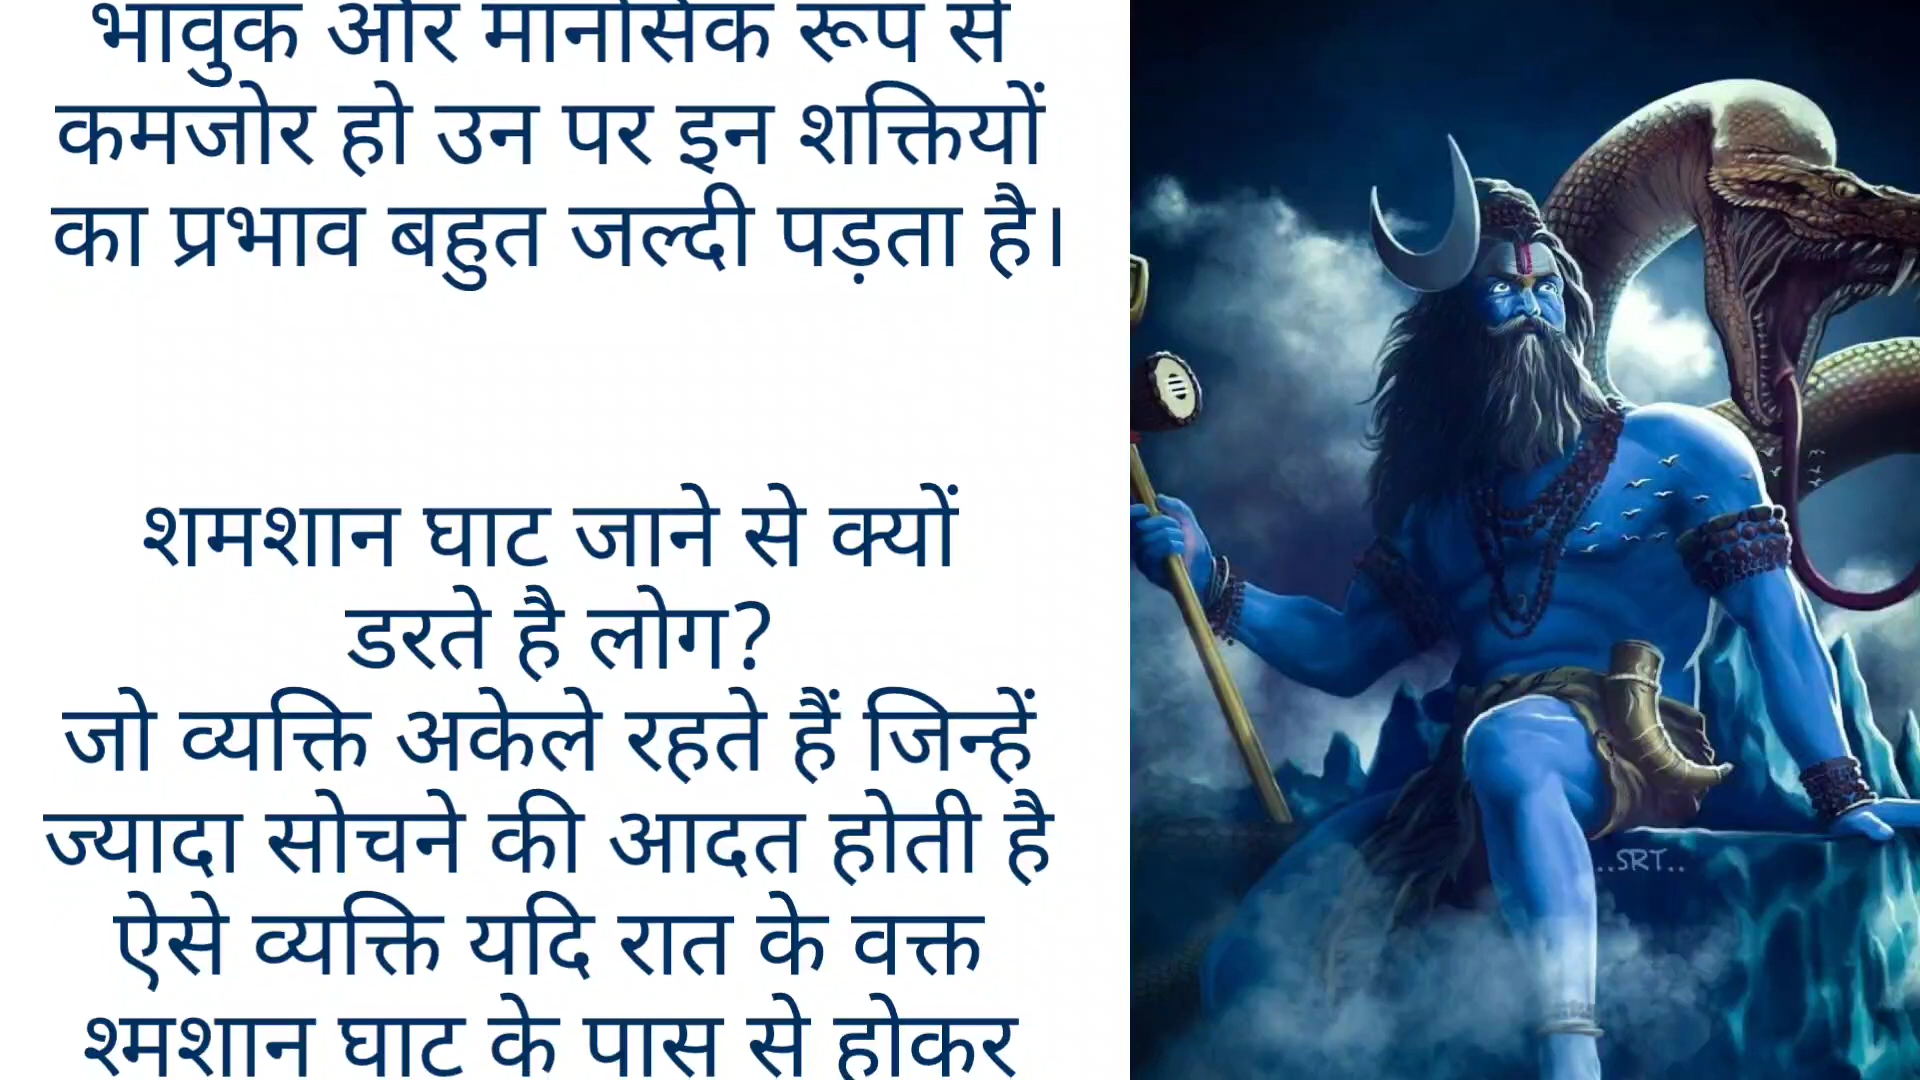 भावुक और मानसिक रूप से
कमजोर हो उन पर इन शक्तियों
का प्रभाव बहुत जल्दी पड़ता है।
शमशान घाट जाने से क्यों
डरते है लोग?
जो व्यक्ति अकेले रहते हैं जिन्हें
ज्यादा सोचने की आदत होती है
ऐसे व्यक्ति यदि रात के वक्त
श्मशान घाट के पास से होकर
..SRT..